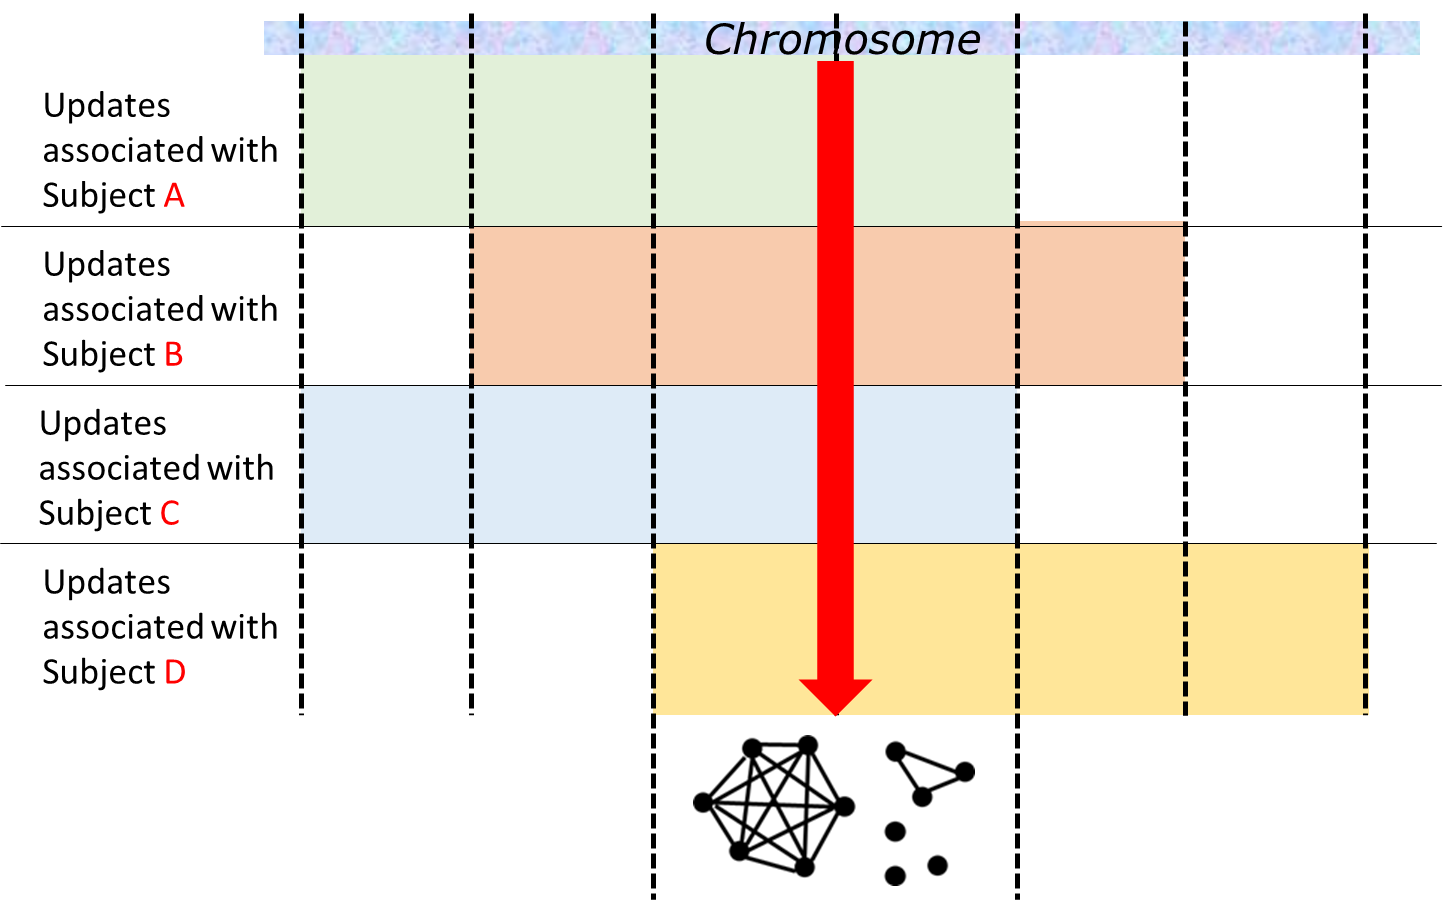 Chromosome
Updates
associated with
Subject A
Updates
associated with
Subject B
Updates
associated with
Subject C
Updates
associated with
Subject D